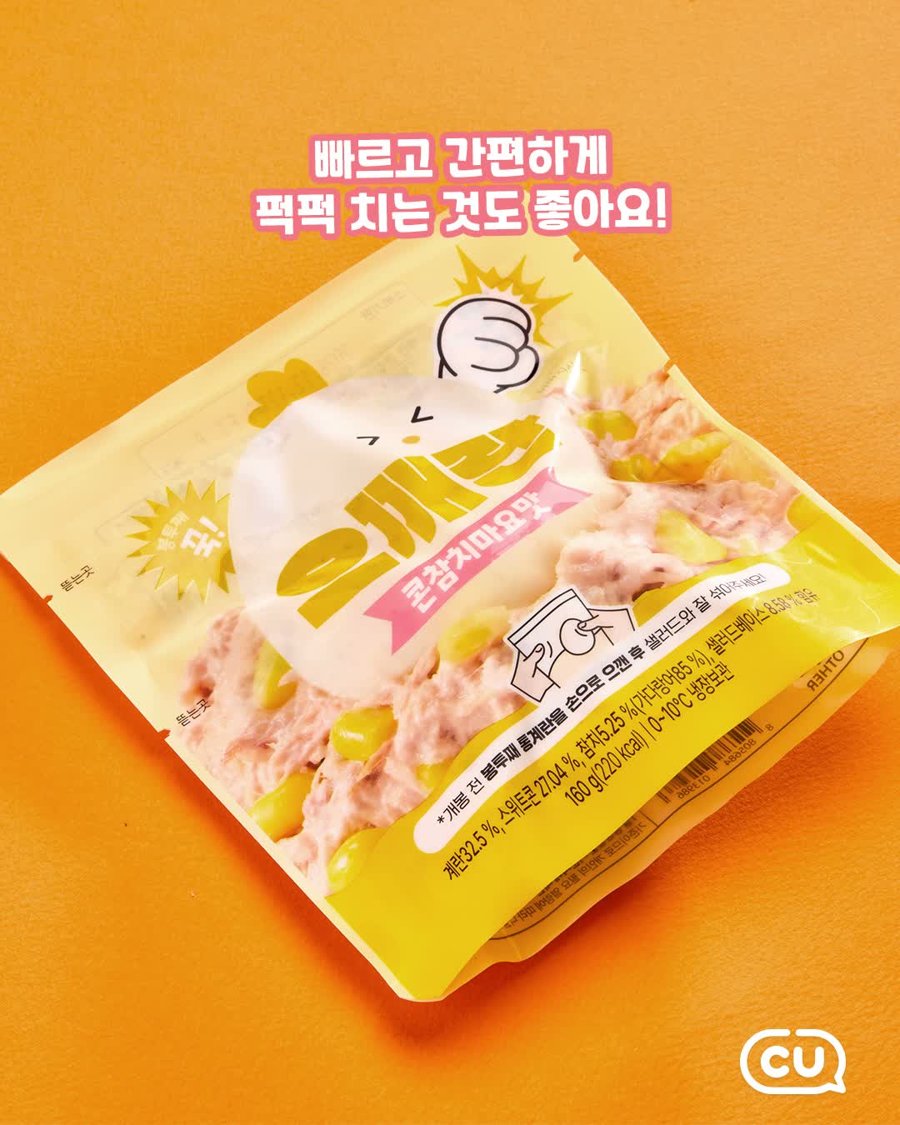 빠르고 간편하게
퍽퍽 치는 것도 좋아요!
으깨란
콘참치마요맛
봉투째
팍!
뜯는곳
뜯는곳
*개봉 전 봉투째 통계란을 손으로 으깬 후 샐러드와 잘 섞어주세요!
계란32.5 %, 스위트콘 27.04 %, 참치5.25 %(가다랑어85 %), 샐러드베이스 8.58 % 함유
160 g(220 kcal) | 0~10°C 냉장보관
OTHER
CU